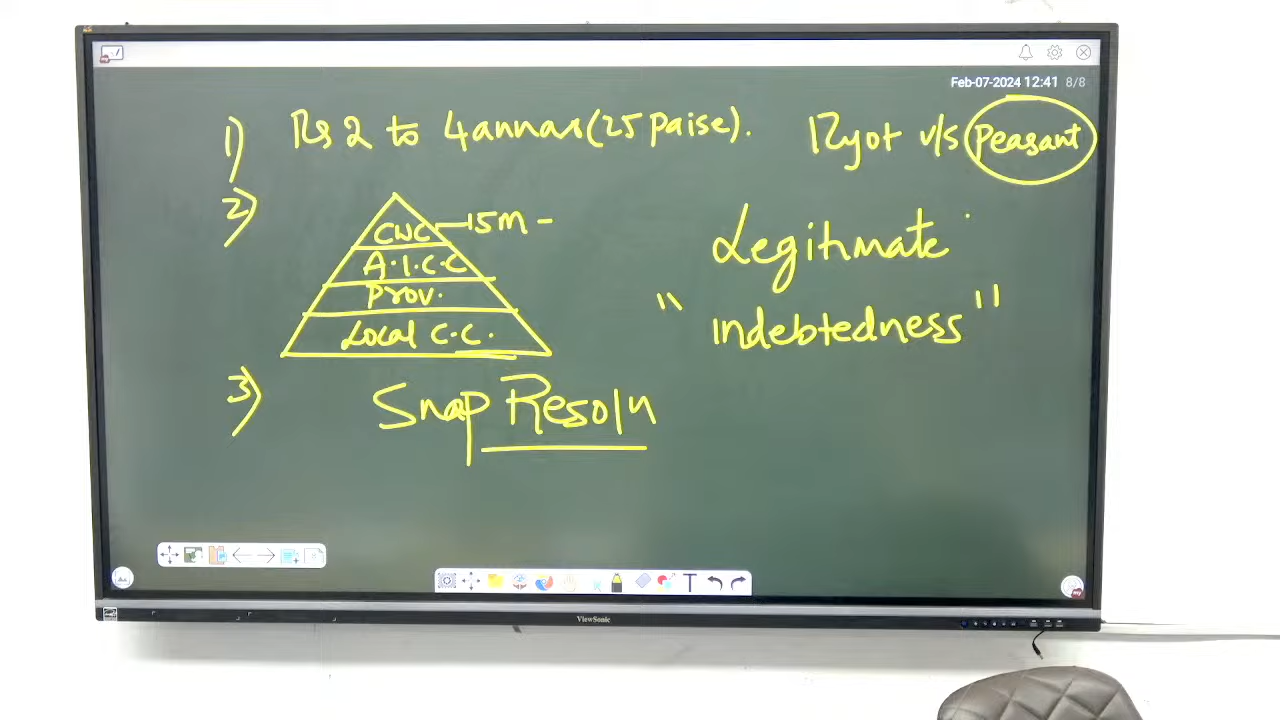 Feb-07-2024 12:41 8/8
1) Rs 2 to 4 annas (25 paise). Ryot v/s Peasant
2)
CWC 15M -
A.I.C.C
Prov.
Local C.C.
Legitimate
"indebtedness"
3) Snap Resoln
ViewSonic